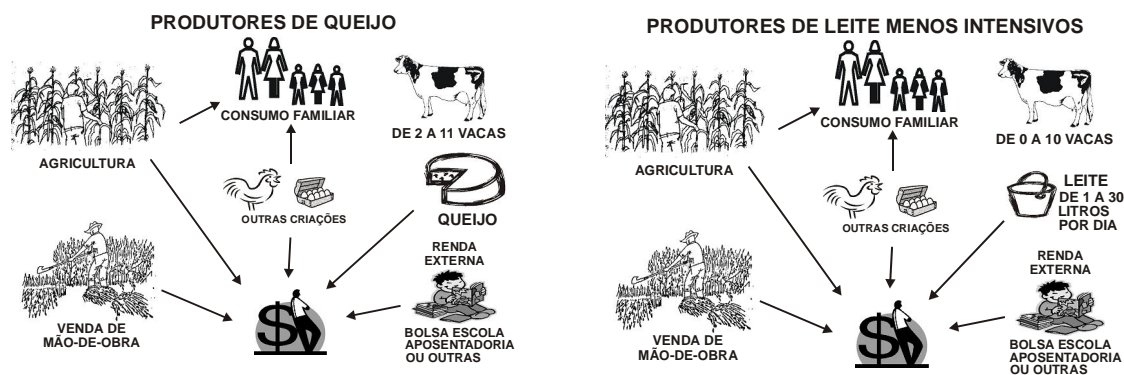 PRODUTORES DE QUEIJO
CONSUMO FAMILIAR
DE 2 A 11 VACAS
AGRICULTURA
OUTRAS CRIAÇÕES
QUEIJO
RENDA
EXTERNA
VENDA DE
MÃO-DE-OBRA
$
BOLSA ESCOLA
APOSENTADORIA
OU OUTRAS
PRODUTORES DE LEITE MENOS INTENSIVOS
CONSUMO FAMILIAR
DE 0 A 10 VACAS
AGRICULTURA
OUTRAS CRIAÇÕES
LEITE
DE 1 A 30
LITROS
POR DIA
RENDA
EXTERNA
VENDA DE
MÃO-DE-OBRA
$
BOLSA ESCOLA
APOSENTADORIA
OU OUTRAS